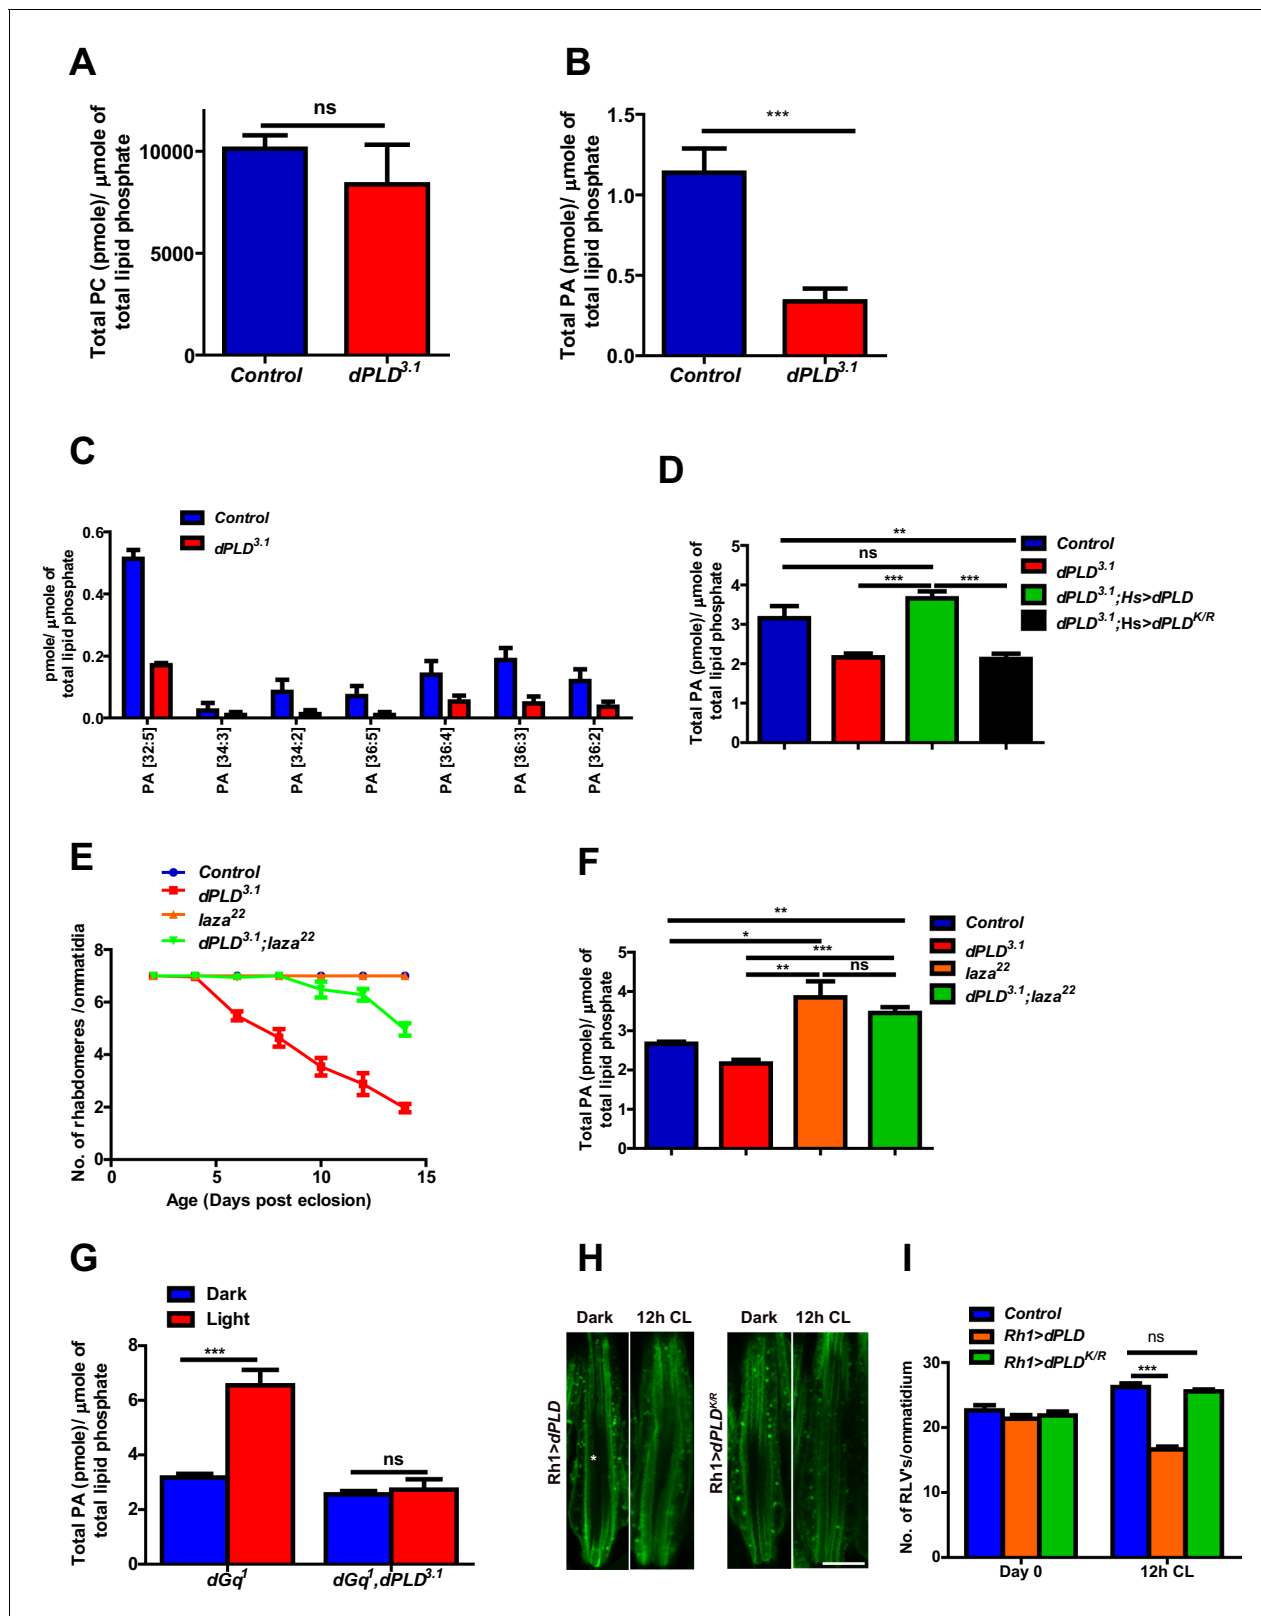 A
ns
Total PC (pmole)/ μmole of
total lipid phosphate
10000
5000
0
Control
dPLD3.1
B
***
Total PA (pmole)/ μmole of
total lipid phosphate
1.5
1.0
0.5
0.0
Control
dPLD3.1
C
Control
dPLD3.1
pmole/ μmole of
total lipid phosphate
0.6
0.4
0.2
0.0
PA [32:5]
PA [34:3]
PA [34:2]
PA [36:5]
PA [36:4]
PA [36:3]
PA [36:2]
D
Total PA (pmole)/ μmole of
total lipid phosphate
5
4
3
2
1
0
**
ns
***
***
Control
dPLD3.1
dPLD3.1;Hs>dPLD
dPLD3.1;Hs>dPLDK/R
E
Control
dPLD3.1
laza22
dPLD3.1;laza22
No. of rhabdomeres /ommatidia
8
6
4
2
0
0
5
10
15
Age (Days post eclosion)
F
Total PA (pmole)/ μmole of
total lipid phosphate
5
4
3
2
1
0
**
*
***
**
ns
Control
dPLD3.1
laza22
dPLD3.1;laza22
G
Dark
Light
Total PA (pmole)/ μmole of
total lipid phosphate
8
6
4
2
0
***
ns
dGq1
dGq1,dPLD3.1
H
Dark
12h CL
Dark
12h CL
Rh1>dPLD
*
Rh1>dPLDK/R
I
Control
Rh1>dPLD
Rh1>dPLDK/R
No. of RLV's/ommatidium
30
20
10
0
ns
***
Day 0
12h CL